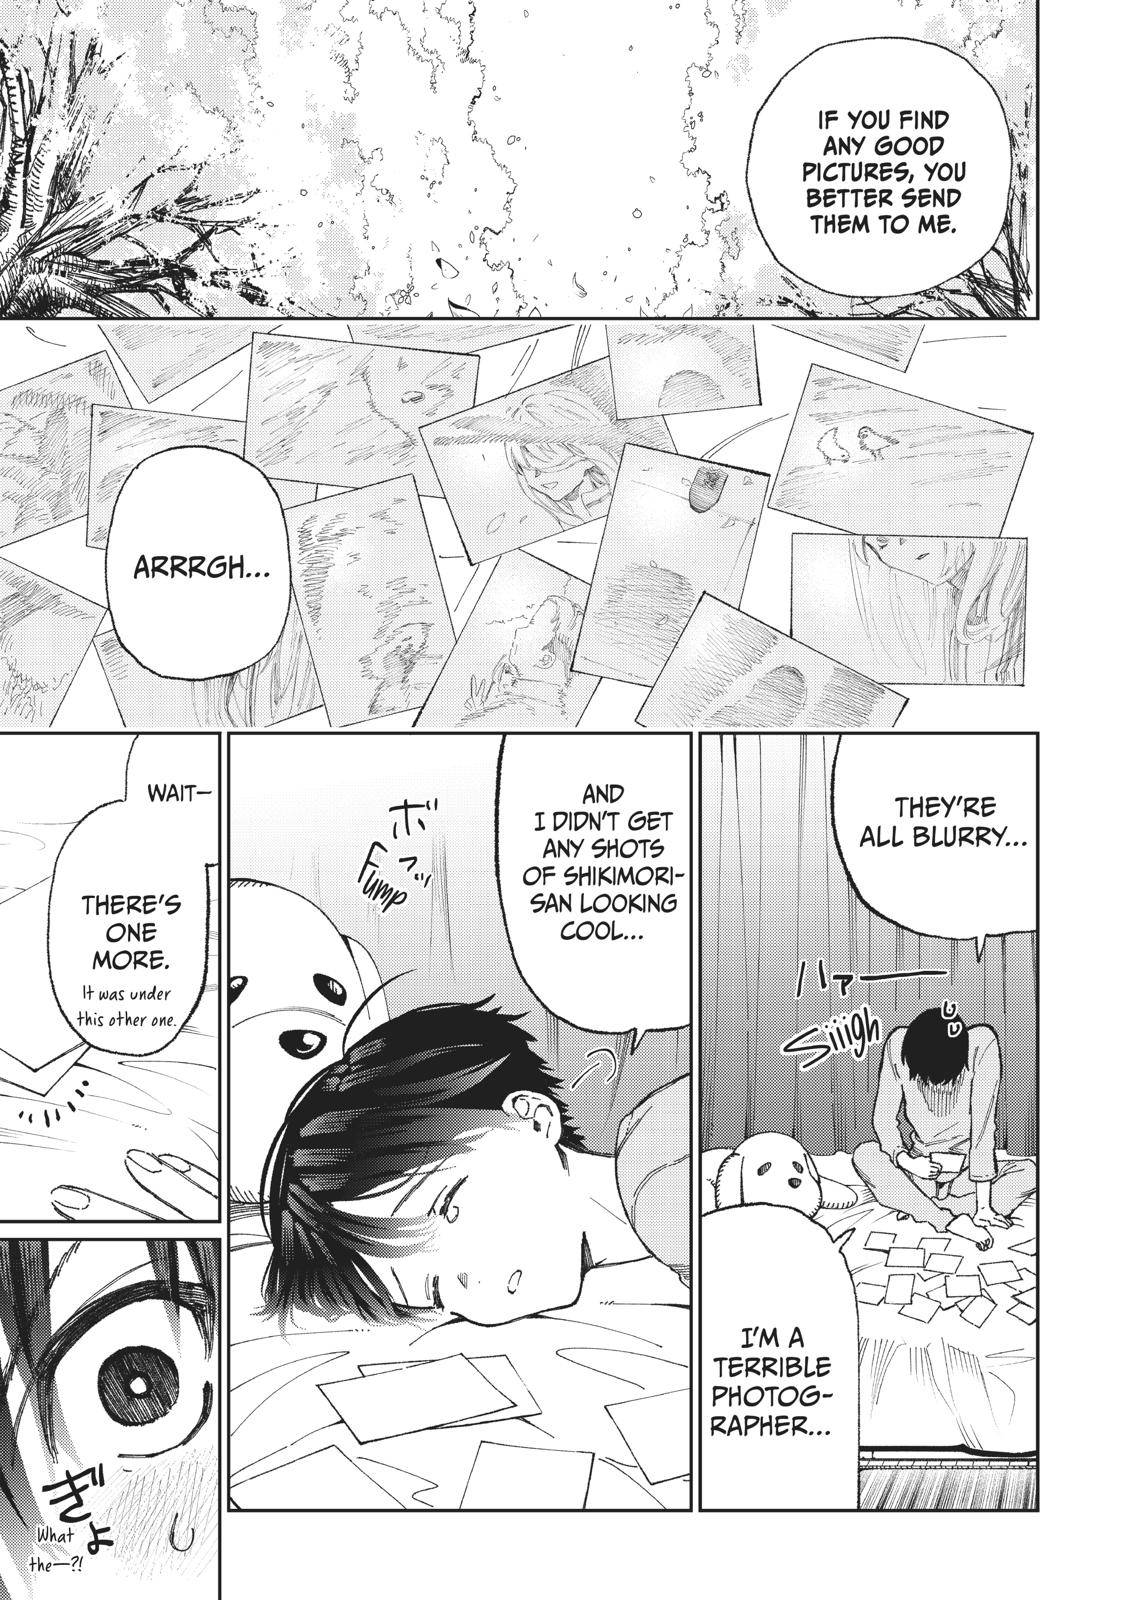 IF YOU FIND
ANY GOOD
PICTURES, YOU
BETTER SEND
THEM TO ME.
ARRRGH...
THEY'RE
ALL BLURRY...
ハァー
Siiigh
I'M A
TERRIBLE
PHOTOG-
RAPHER...
AND
I DIDN'T GET
ANY SHOTS
OF SHIKIMORI-
SAN LOOKING
COOL...
ボフッ
Fump
WAIT—
THERE'S
ONE
MORE.
It was under
this other one.
ぎょ
What
the—?!